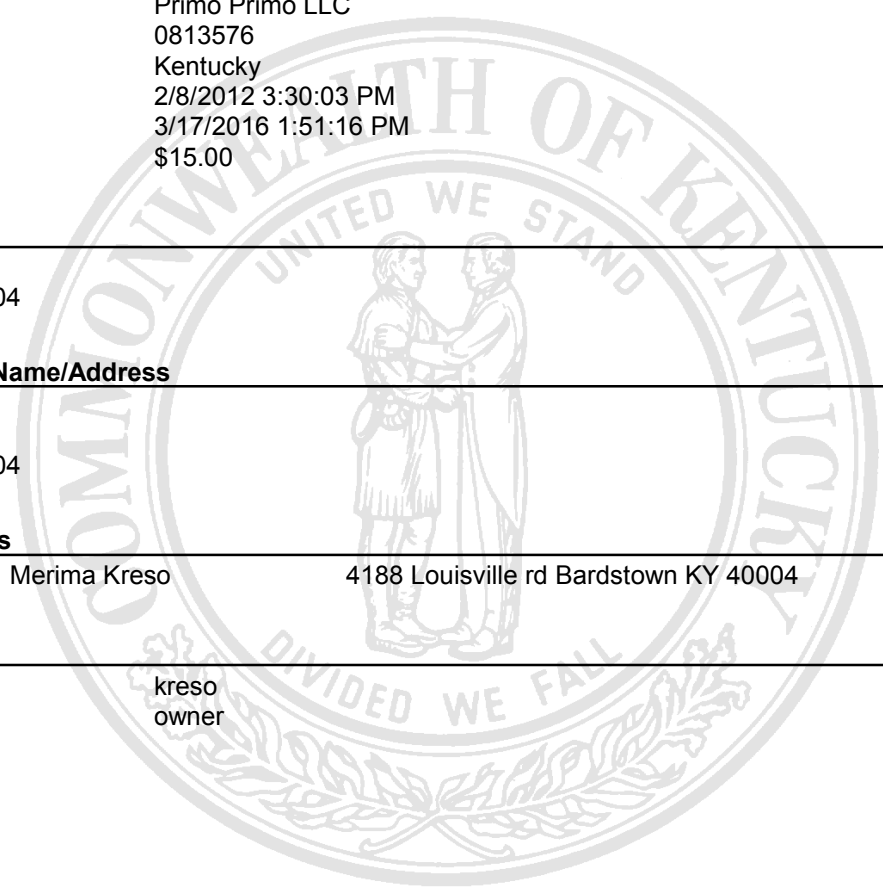 Primo Primo LLC
0813576
Kentucky
2/8/2012 3:30:03 PM
3/17/2016 1:51:16 PM
$15.00
04
Name/Address
04
s
Merima Kreso 4188 Louisville rd Bardstown KY 40004
kreso
owner
COMMONWEALTH OF KENTUCKY
UNITED WE STAND
DIVIDED WE FALL